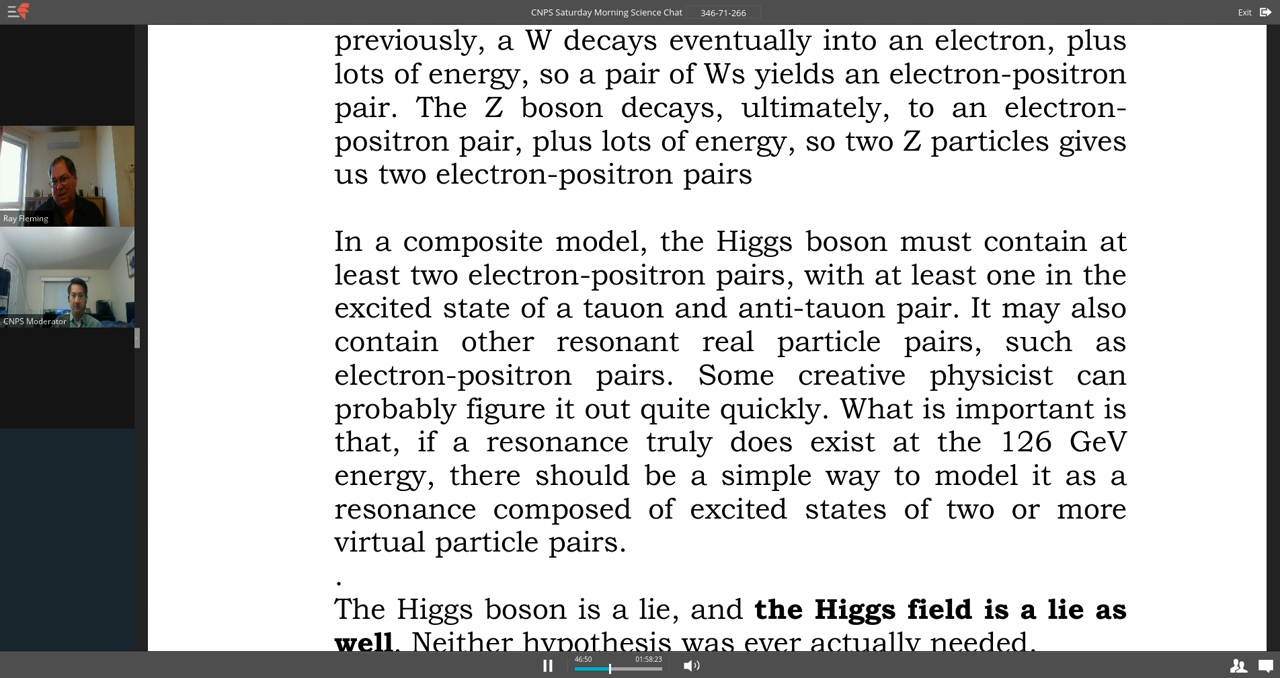 CNPS Saturday Morning Science Chat 346-71-266
Exit
previously, a W decays eventually into an electron, plus
lots of energy, so a pair of Ws yields an electron-positron
pair. The Z boson decays, ultimately, to an electron-
positron pair, plus lots of energy, so two Z particles gives
us two electron-positron pairs
In a composite model, the Higgs boson must contain at
least two electron-positron pairs, with at least one in the
excited state of a tauon and anti-tauon pair. It may also
contain other resonant real particle pairs, such as
electron-positron pairs. Some creative physicist can
probably figure it out quite quickly. What is important is
that, if a resonance truly does exist at the 126 GeV
energy, there should be a simple way to model it as a
resonance composed of excited states of two or more
virtual particle pairs.
.
The Higgs boson is a lie, and the Higgs field is a lie as
well. Neither hypothesis was ever actually needed.
Ray Fleming
CNPS Moderator
46:50 01:58:23